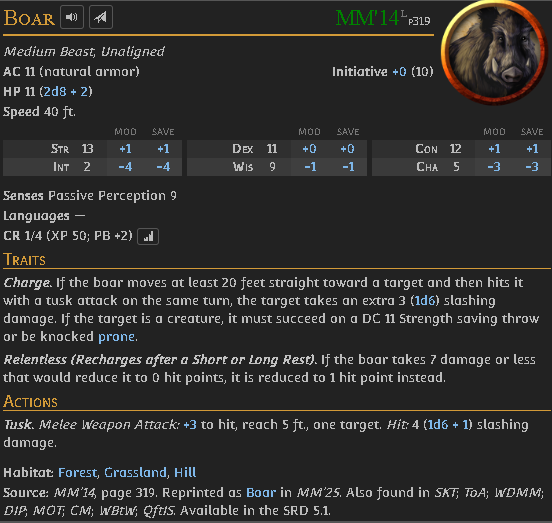 BOAR MM'14 L p319
Medium Beast, Unaligned
AC 11 (natural armor) Initiative +0 (10)
HP 11 (2d8 + 2)
Speed 40 ft.
MOD SAVE MOD SAVE MOD SAVE
STR 13 +1 +1 DEX 11 +0 +0 CON 12 +1 +1
INT 2 –4 –4 WIS 9 –1 –1 CHA 5 –3 –3
Senses Passive Perception 9
Languages —
CR 1/4 (XP 50; PB +2)
TRAITS
Charge. If the boar moves at least 20 feet straight toward a target and then hits it
with a tusk attack on the same turn, the target takes an extra 3 (1d6) slashing
damage. If the target is a creature, it must succeed on a DC 11 Strength saving throw
or be knocked prone.
Relentless (Recharges after a Short or Long Rest). If the boar takes 7 damage or less
that would reduce it to 0 hit points, it is reduced to 1 hit point instead.
ACTIONS
Tusk. Melee Weapon Attack: +3 to hit, reach 5 ft., one target. Hit: 4 (1d6 + 1) slashing
damage.
Habitat: Forest, Grassland, Hill
Source: MM'14, page 319. Reprinted as Boar in MM'25. Also found in SKT; ToA; WDMM;
DIP; MOT; CM; WBtW; QftIS. Available in the SRD 5.1.